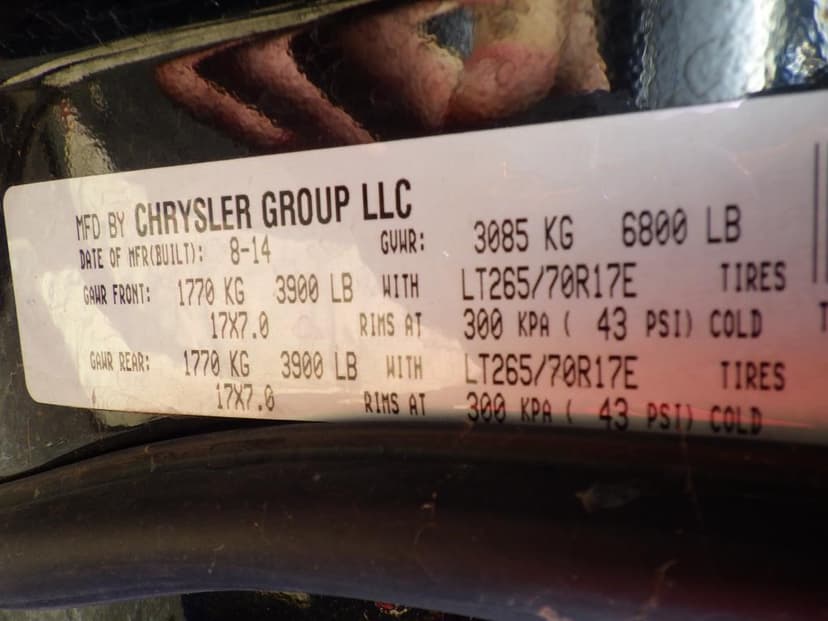 MFD BY CHRYSLER GROUP LLC
DATE OF MFR(BUILT): 8-14 GVWR: 3085 KG 6800 LB
GAWR FRONT: 1770 KG 3900 LB WITH LT265/70R17E TIRES
17X7.0 RIMS AT 300 KPA ( 43 PSI) COLD
GAWR REAR: 1770 KG 3900 LB WITH LT265/70R17E TIRES
17X7.0 RIMS AT 300 KPA ( 43 PSI) COLD